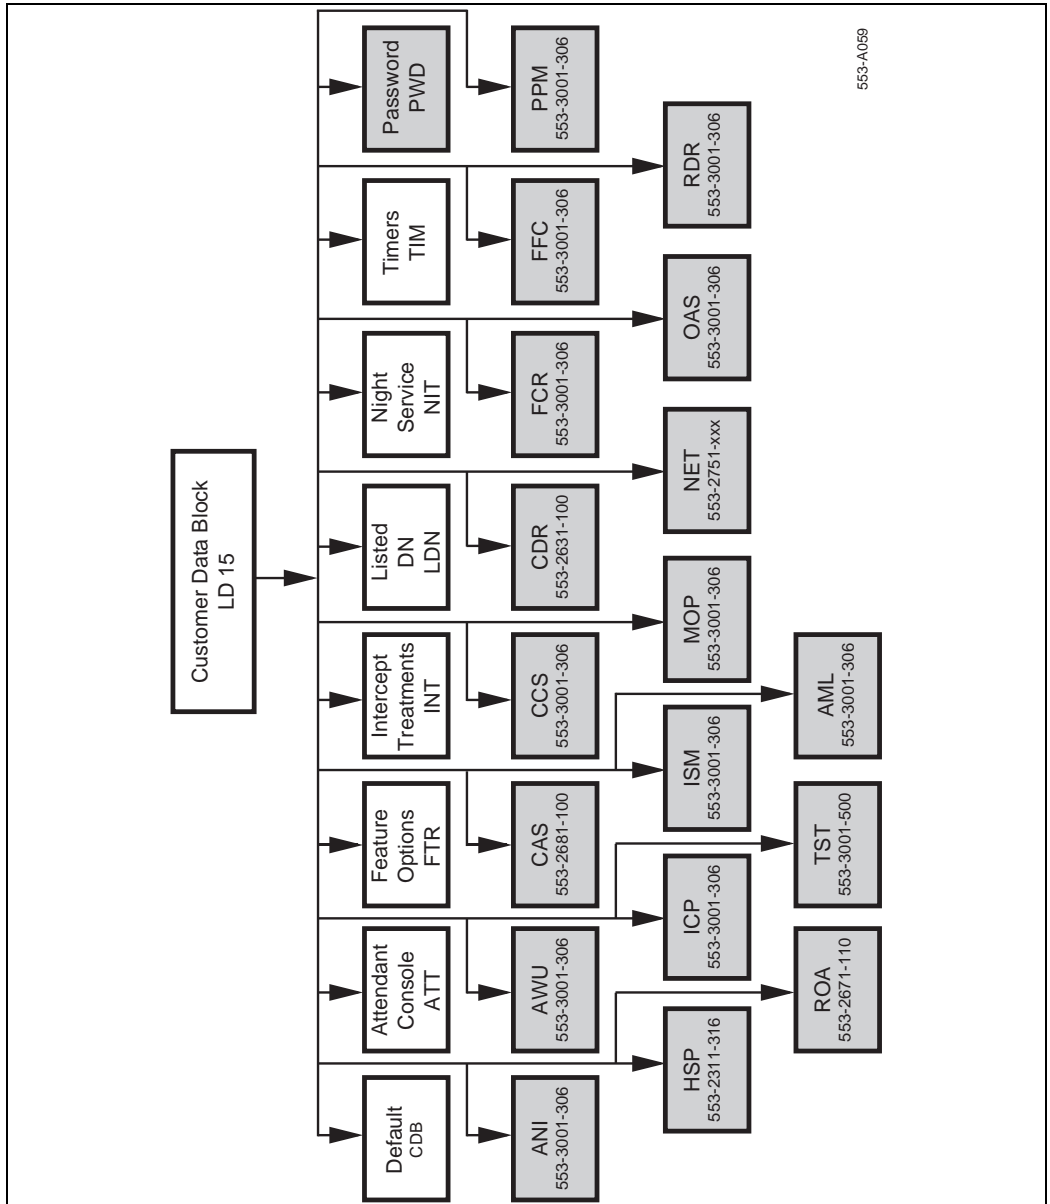 Customer Data Block
LD 15
Default
CDB
Attendant
Console
ATT
Feature
Options
FTR
Intercept
Treatments
INT
Listed
DN
LDN
Night
Service
NIT
Timers
TIM
Password
PWD
ANI
553-3001-306
AWU
553-3001-306
CAS
553-2681-100
CCS
553-3001-306
CDR
553-2631-100
FCR
553-3001-306
FFC
553-3001-306
PPM
553-3001-306
HSP
553-2311-316
ICP
553-3001-306
ISM
553-3001-306
MOP
553-3001-306
NET
553-2751-xxx
OAS
553-3001-306
RDR
553-3001-306
ROA
553-2671-110
TST
553-3001-500
AML
553-3001-306
553-A059